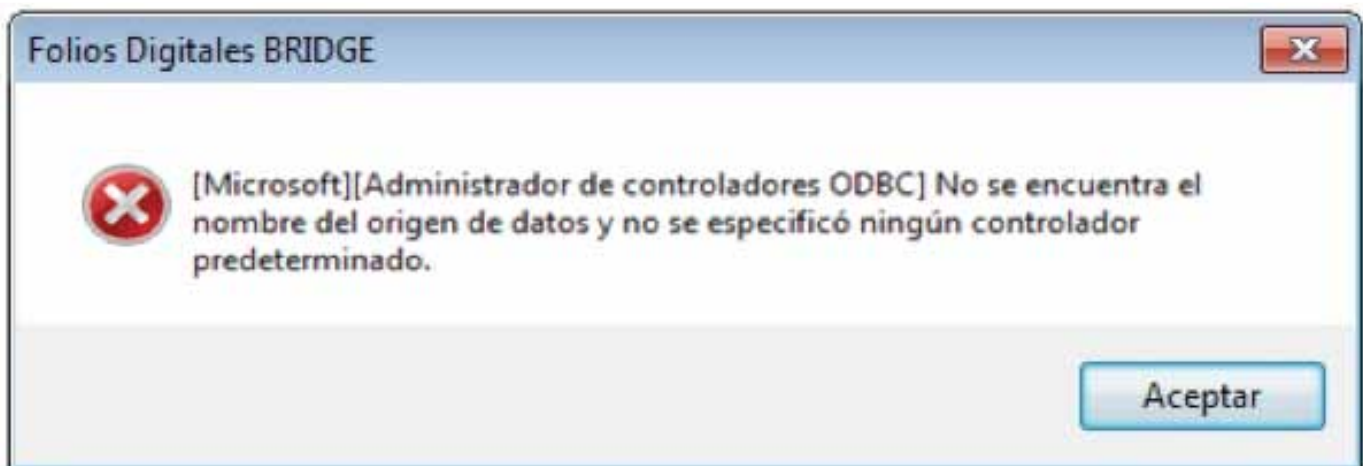 Folios Digitales BRIDGE
[Microsoft][Administrador de controladores ODBC] No se encuentra el
nombre del origen de datos y no se especificó ningún controlador
predeterminado.
Aceptar